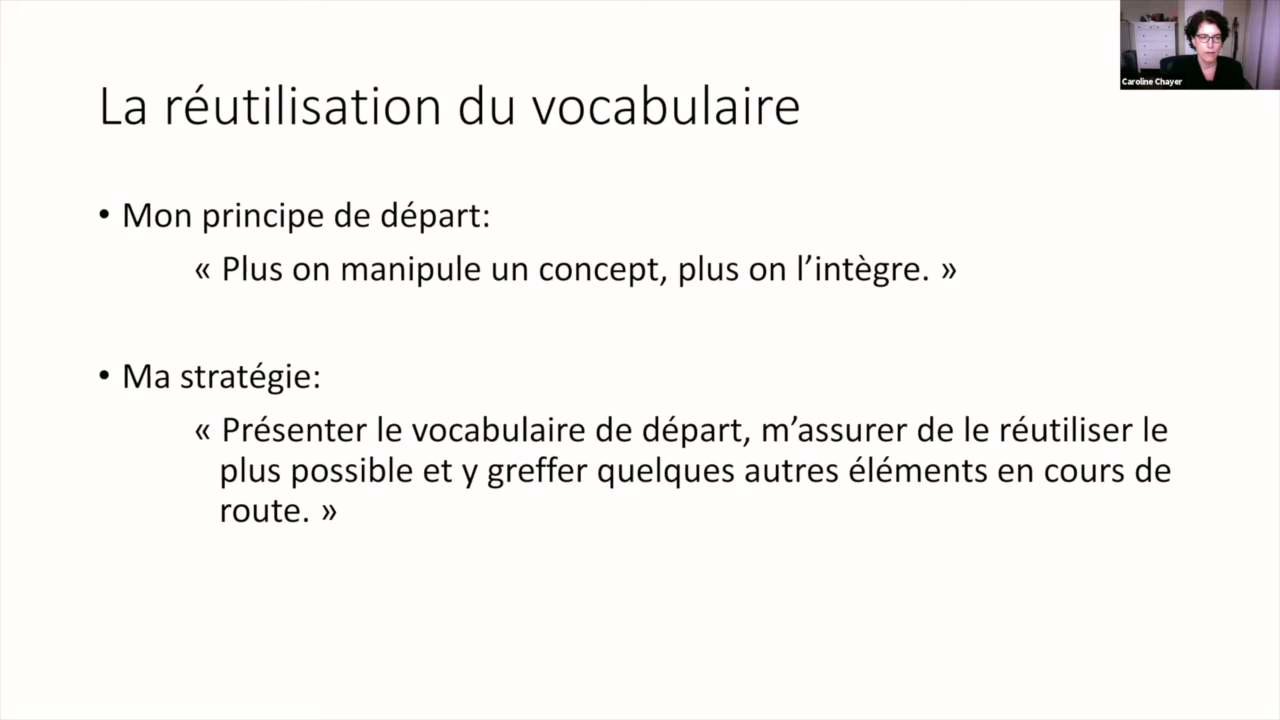 La réutilisation du vocabulaire
• Mon principe de départ:
« Plus on manipule un concept, plus on l’intègre. »
• Ma stratégie:
« Présenter le vocabulaire de départ, m’assurer de le réutiliser le
plus possible et y greffer quelques autres éléments en cours de
route. »
Caroline Chayer